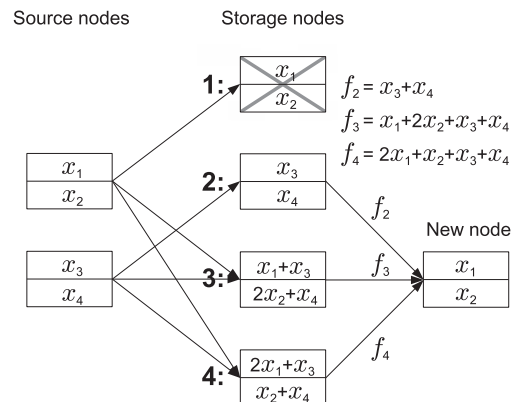 Source nodes
Storage nodes
1:
x₁
x₂
f₂ = x₃+x₄
f₃ = x₁+2x₂+x₃+x₄
f₄ = 2x₁+x₂+x₃+x₄
x₁
x₂
2:
x₃
x₄
f₂
New node
x₃
x₄
3:
x₁+x₃
2x₂+x₄
f₃
x₁
x₂
f₄
4:
2x₁+x₃
x₂+x₄